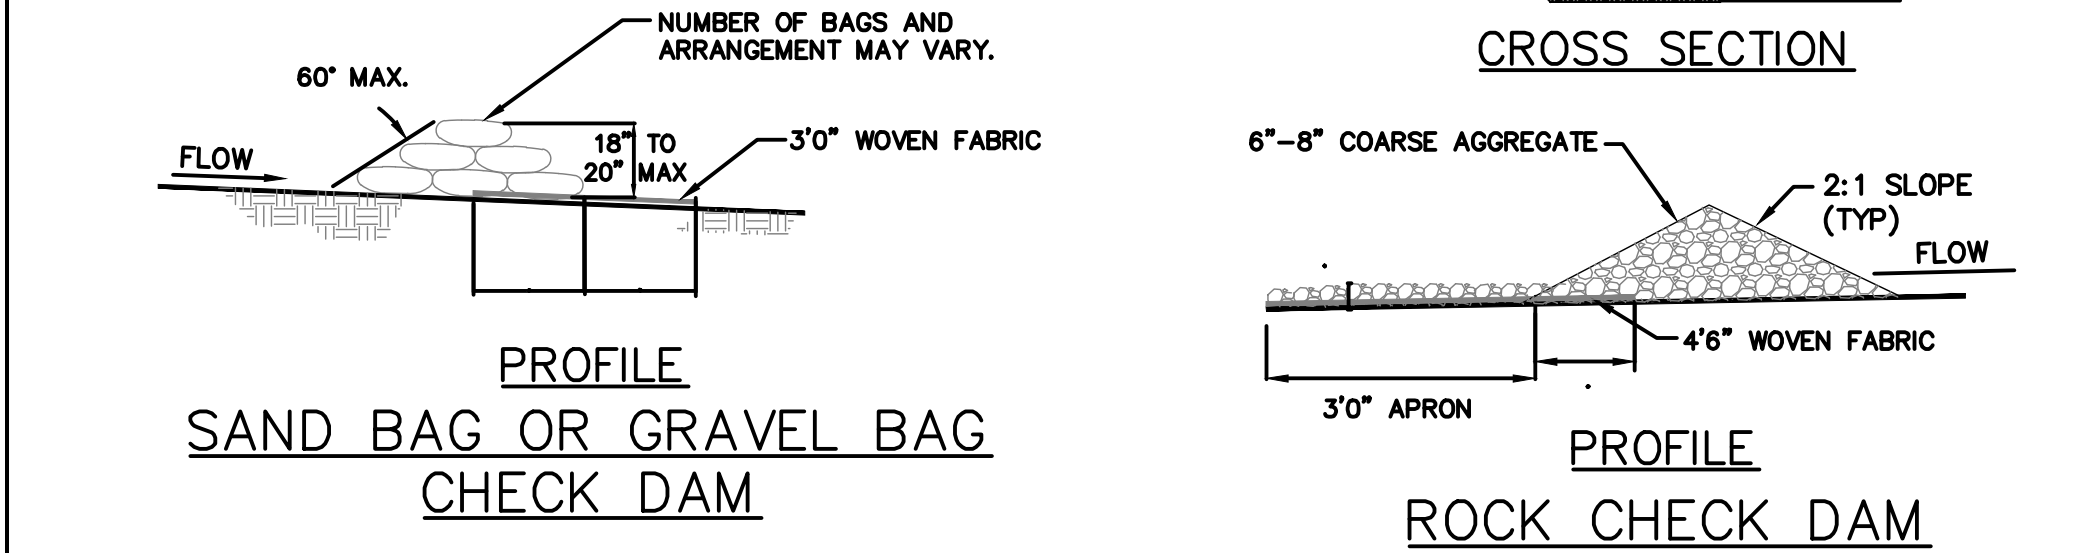 NUMBER OF BAGS AND
ARRANGEMENT MAY VARY.
60° MAX.
18" TO
20" MAX
3'0" WOVEN FABRIC
FLOW
PROFILE
SAND BAG OR GRAVEL BAG
CHECK DAM
CROSS SECTION
6"-8" COARSE AGGREGATE
2:1 SLOPE
(TYP)
FLOW
4'6" WOVEN FABRIC
3'0" APRON
PROFILE
ROCK CHECK DAM